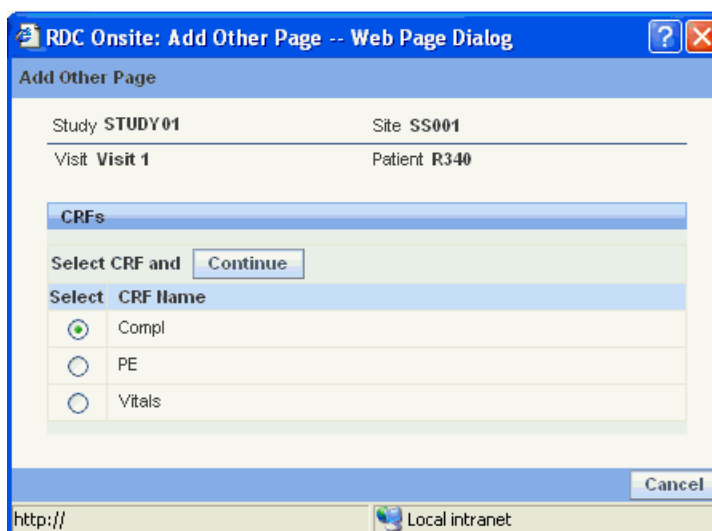 RDC Onsite: Add Other Page -- Web Page Dialog
Add Other Page
Study STUDY01 Site SS001
Visit Visit 1 Patient R340
CRFs
Select CRF and Continue
Select CRF Name
Compl
PE
Vitals
Cancel
http:// Local intranet